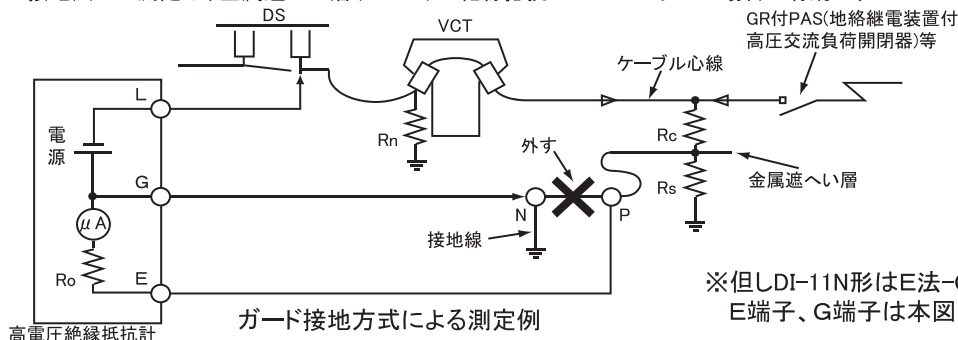 DS
VCT
GR付PAS(地絡継電装置付
高圧交流負荷開閉器)等
ケーブル心線
L
電源
Rn
Rc
外す
金属遮へい層
G
N
P
Rs
μA
接地線
Ro
E
※但しDI-11N形はE法-
E端子、G端子は本図
ガード接地方式による測定例
高電圧絶縁抵抗計